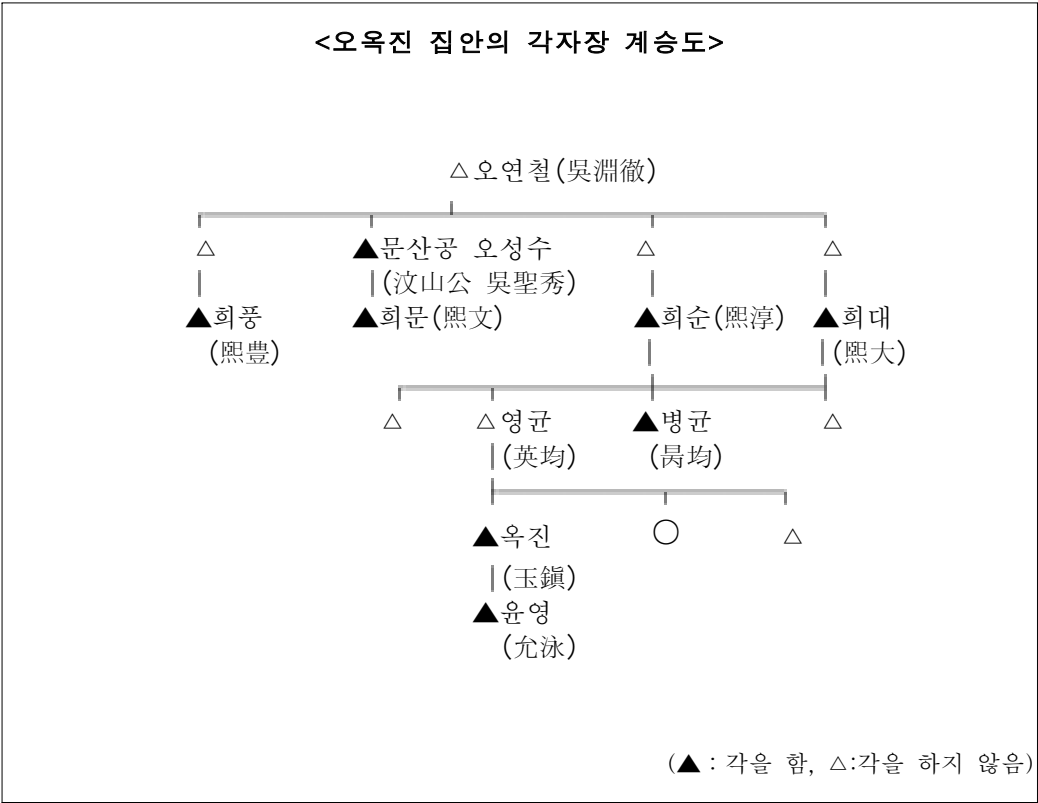 <오옥진 집안의 각자장 계승도>
△오연철(吳淵徹)
△ ▲문산공 오성수 △ △
(汶山公 吳聖秀)
▲희풍 ▲희문(熙文) ▲희순(熙淳) ▲희대
(熙豊) (熙大)
△ △영균 ▲병균 △
(英均) (昺均)
▲옥진 ○ △
(玉鎭)
▲윤영
(允泳)
(▲ : 각을 함, △:각을 하지 않음)